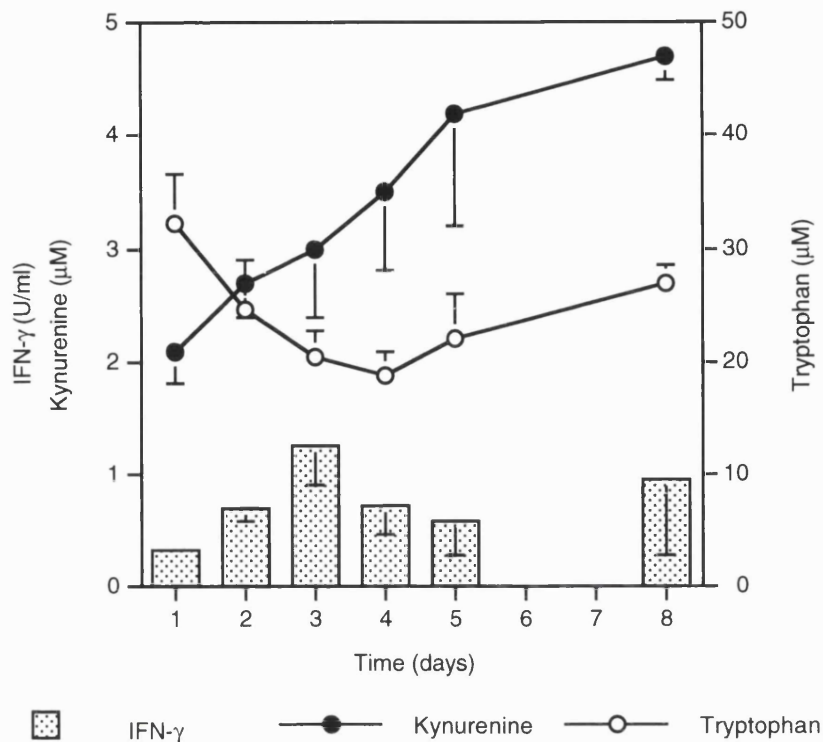 5
4
3
2
1
0
IFN-γ (U/ml)
Kynurenine (μM)
50
40
30
20
10
0
Tryptophan (μM)
1 2 3 4 5 6 7 8
Time (days)
IFN-γ Kynurenine Tryptophan